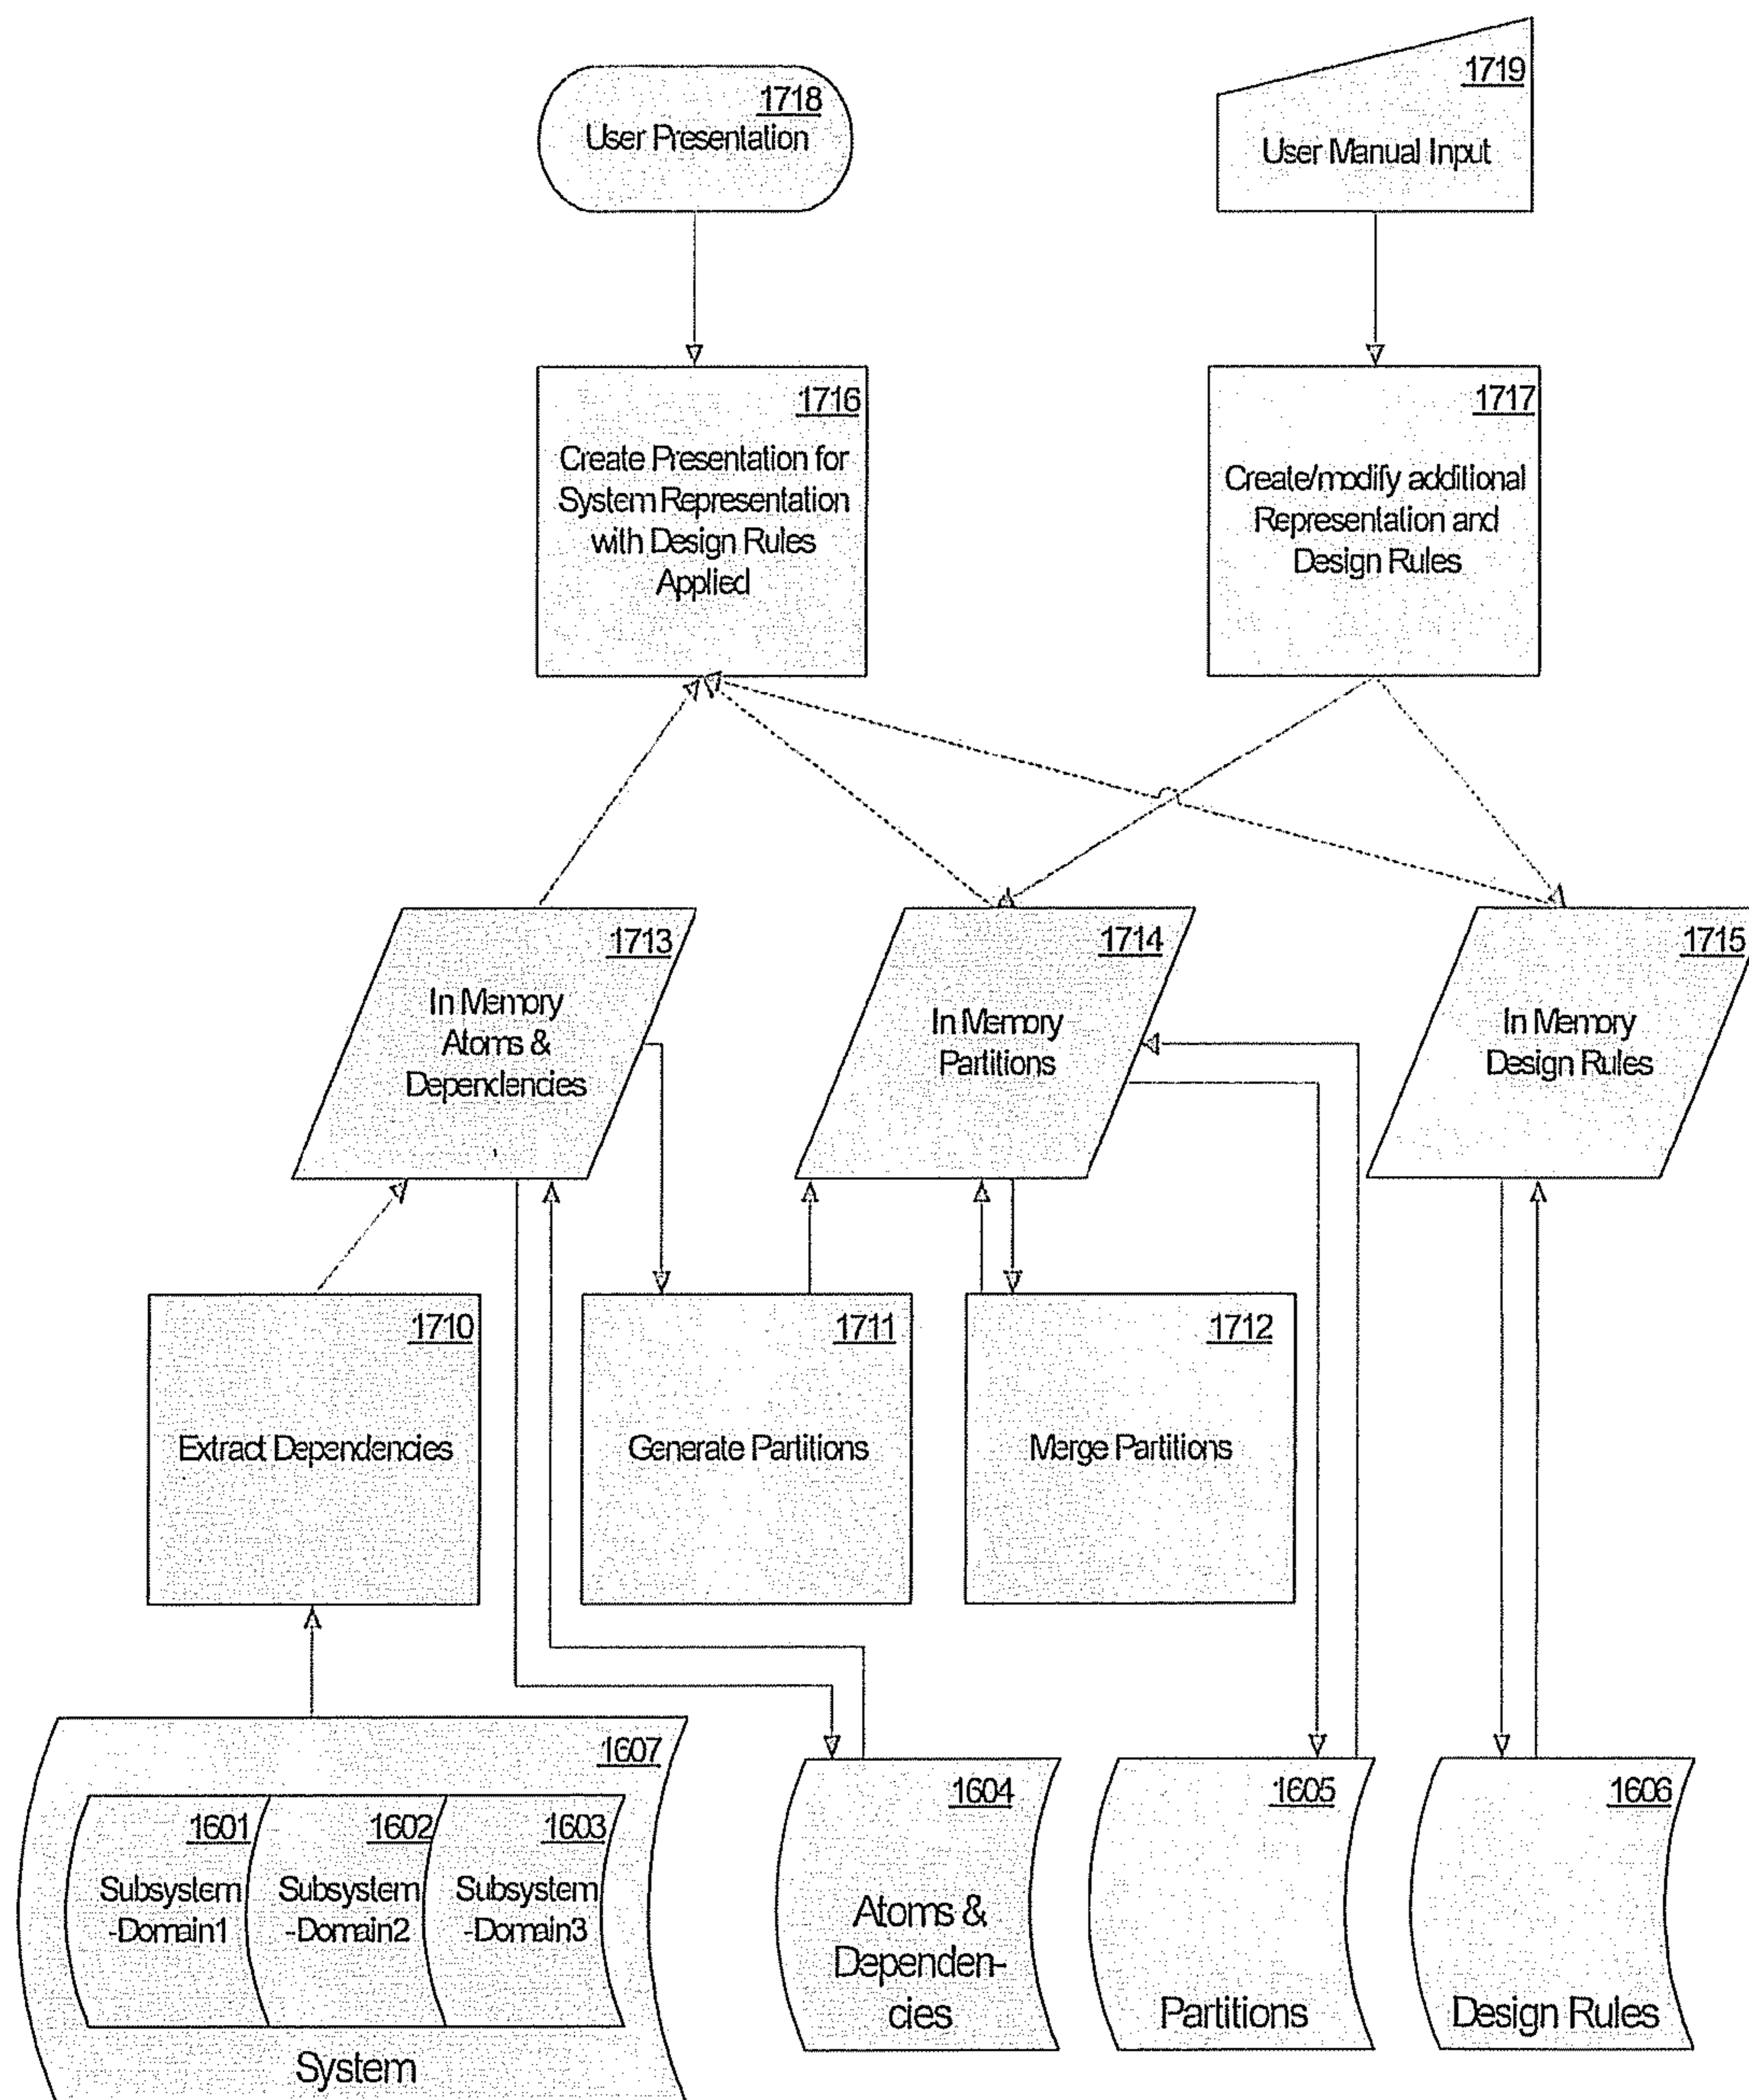 1718
User Presentation
1719
User Manual Input
1716
Create Presentation for
System Representation
with Design Rules
Applied
1717
Create/modify additional
Representation and
Design Rules
1713
In Memory
Atoms &
Dependencies
1714
In Memory
Partitions
1715
In Memory
Design Rules
1710
Extract Dependencies
1711
Generate Partitions
1712
Merge Partitions
1607
1601
Subsystem
-Domain1
1602
Subsystem
-Domain2
1603
Subsystem
-Domain3
System
1604
Atoms &
Dependen-
cies
1605
Partitions
1606
Design Rules